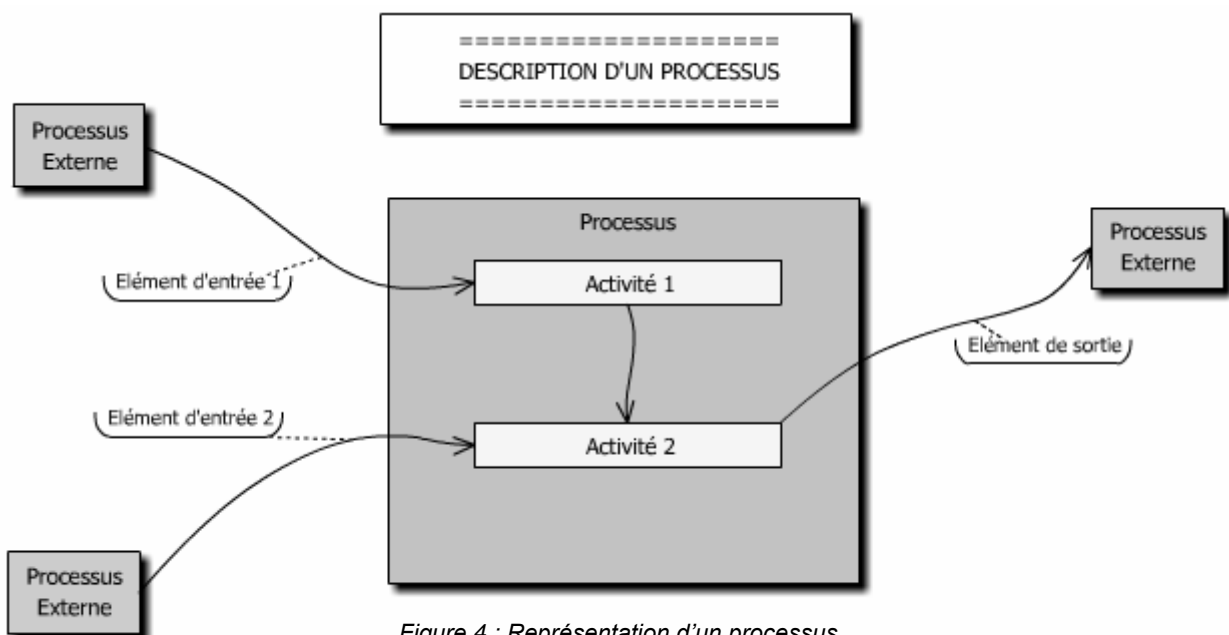 ====================
DESCRIPTION D'UN PROCESSUS
====================
Processus
Externe
Processus
Processus
Externe
Elément d'entrée 1
Activité 1
Elément de sortie
Elément d'entrée 2
Activité 2
Processus
Externe
Figure 4 : Représentation d'un processus